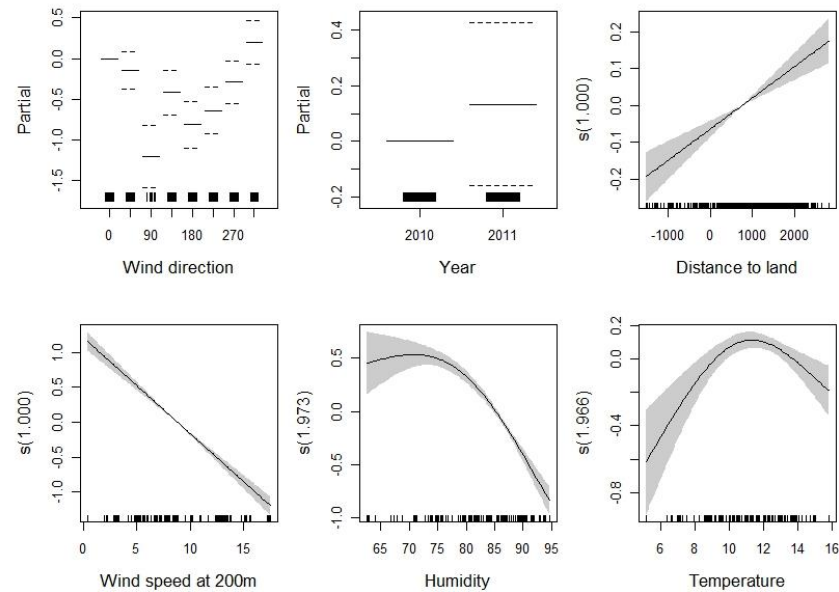 Partial
0.5
0.0
-0.5
-1.0
-1.5
0 90 180 270
Wind direction
Partial
0.4
0.2
0.0
-0.2
2010 2011
Year
s(1.000)
0.2
0.1
0.0
-0.1
-0.2
-1000 0 1000 2000
Distance to land
s(1.000)
1.0
0.5
0.0
-0.5
-1.0
0 5 10 15
Wind speed at 200m
s(1.973)
0.5
0.0
-0.5
-1.0
65 70 75 80 85 90 95
Humidity
s(1.966)
0.2
0.0
-0.4
-0.8
6 8 10 12 14 16
Temperature